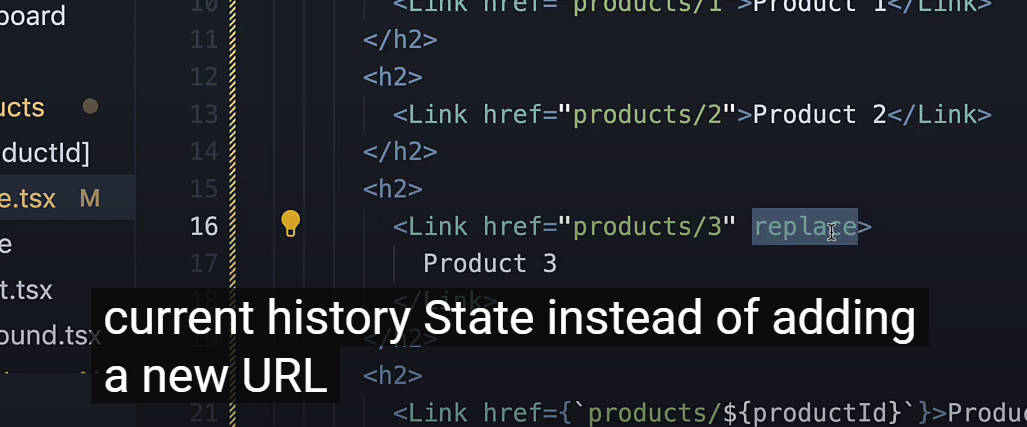 board
ucts
ductId]
e.tsx M
e
t.tsx
ound.tsx
10 <Link href="products/1">Product 1</Link>
11 </h2>
12 <h2>
13 <Link href="products/2">Product 2</Link>
14 </h2>
15 <h2>
16 <Link href="products/3" replace>
17 Product 3
18 </Link>
19 </h2>
<h2>
21 <Link href={`products/${productId}`}>Produ
current history State instead of adding
a new URL